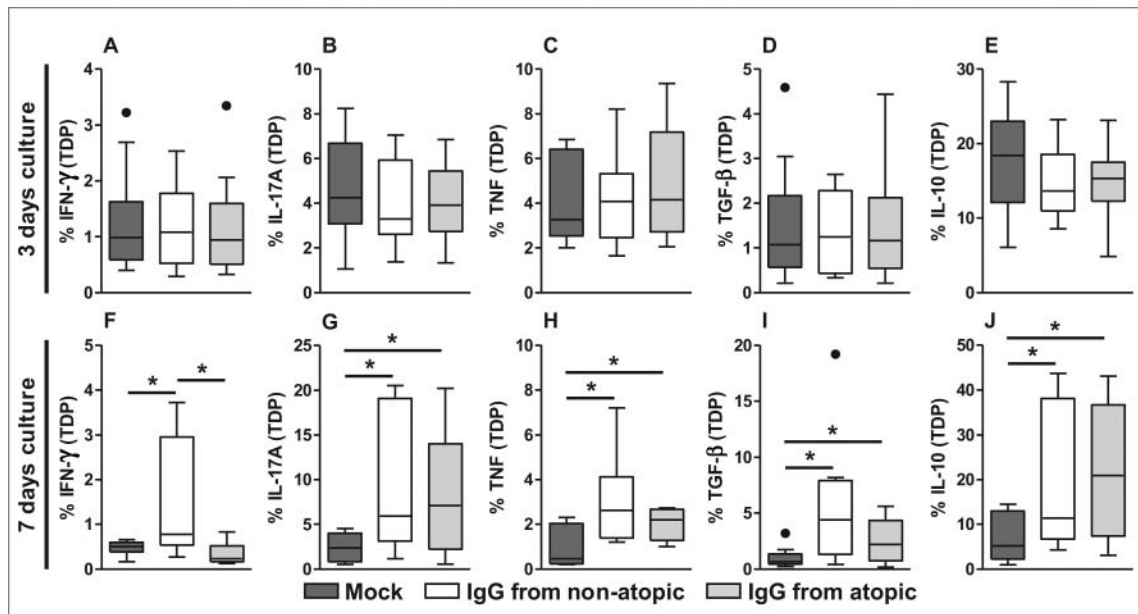 3 days culture
A
% IFN-γ (TDP)
4
3
2
1
0
B
% IL-17A (TDP)
10
8
6
4
2
0
C
% TNF (TDP)
10
8
6
4
2
0
D
% TGF-β (TDP)
5
4
3
2
1
0
E
% IL-10 (TDP)
30
20
10
0
7 days culture
F
% IFN-γ (TDP)
5
4
3
2
1
0
* *
G
% IL-17A (TDP)
25
20
15
10
5
0
*
*
H
% TNF (TDP)
10
8
6
4
2
0
*
*
I
% TGF-β (TDP)
20
15
10
5
0
*
*
J
% IL-10 (TDP)
50
40
30
20
10
0
*
*
Mock IgG from non-atopic IgG from atopic